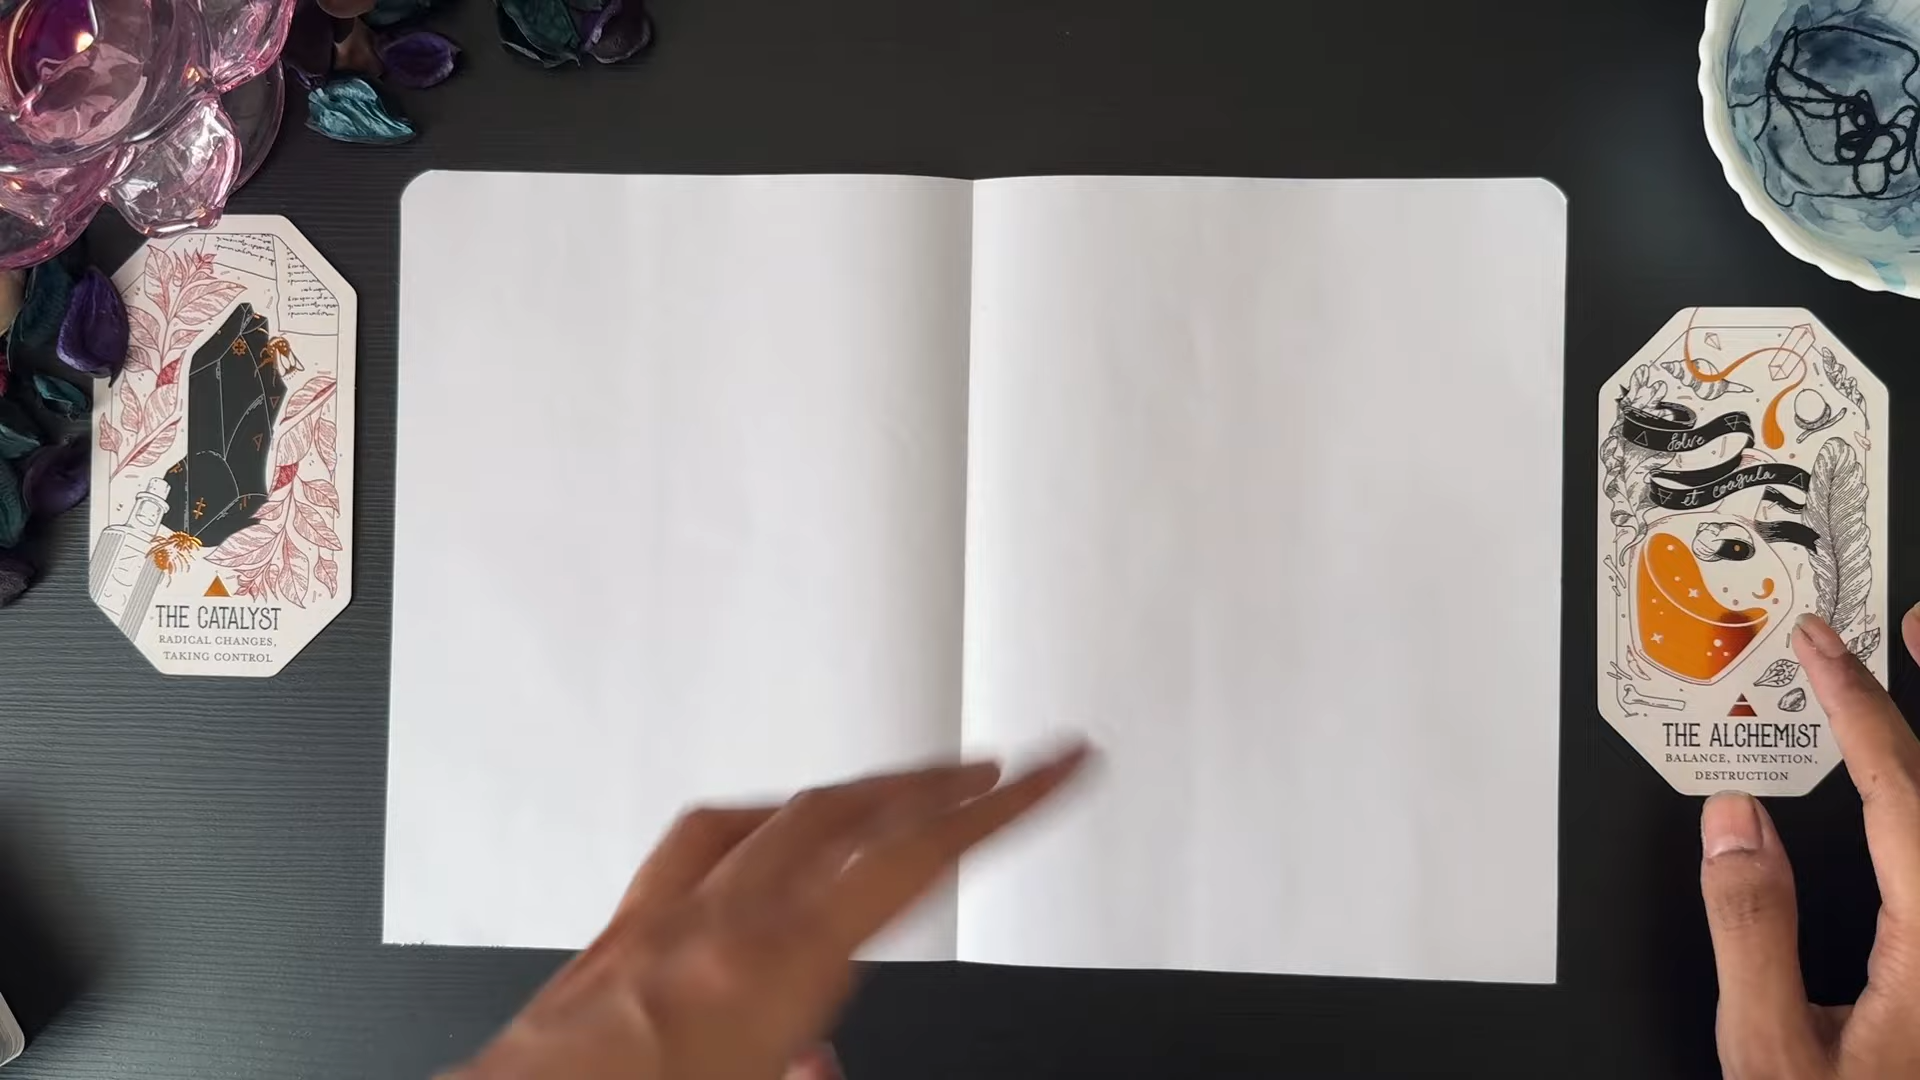 THE CATALYST
RADICAL CHANGES,
TAKING CONTROL
Solve
et coagula
THE ALCHEMIST
BALANCE, INVENTION,
DESTRUCTION